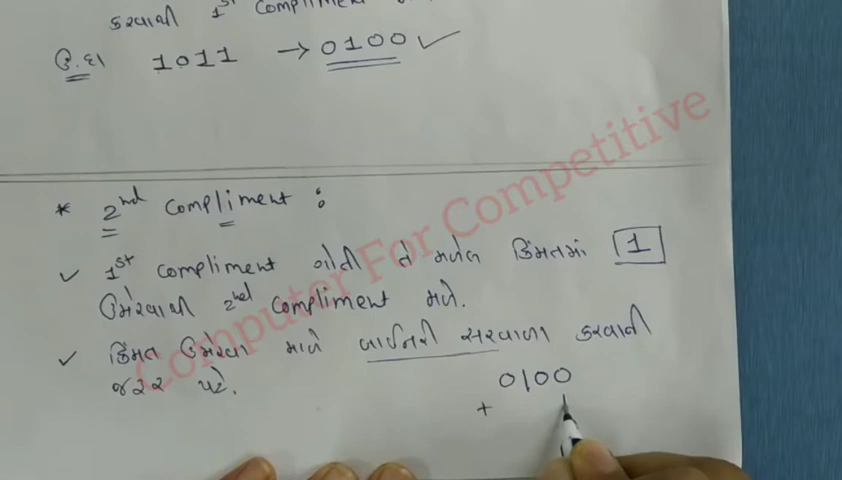 કરવાથી 1st Compliment
ઉ.દા 1011 → 0100 ✓
* 2nd Compliment :
✓ 1st Compliment ગોતી તે મળેલ કિંમતમાં 1
ઉમેરવાથી 2nd Compliment મળે.
✓ કિંમત ઉમેરવા માટે બાઈનરી સરવાળા કરવાની
જરૂર પડે.
0100
+
Computer For Competitive